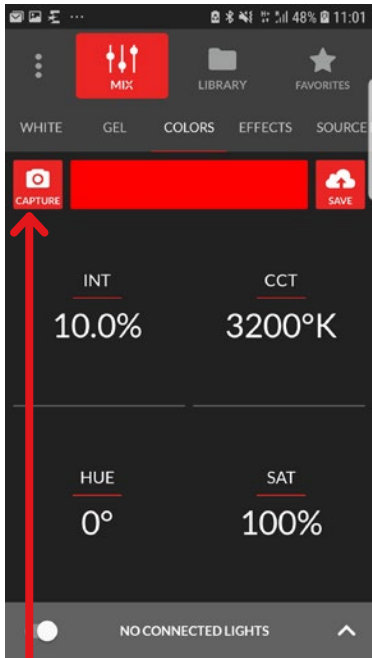 48% 11:01
MIX
LIBRARY
FAVORITES
WHITE GEL COLORS EFFECTS SOURCE
CAPTURE
SAVE
INT
CCT
10.0%
3200°K
HUE
SAT
0°
100%
NO CONNECTED LIGHTS